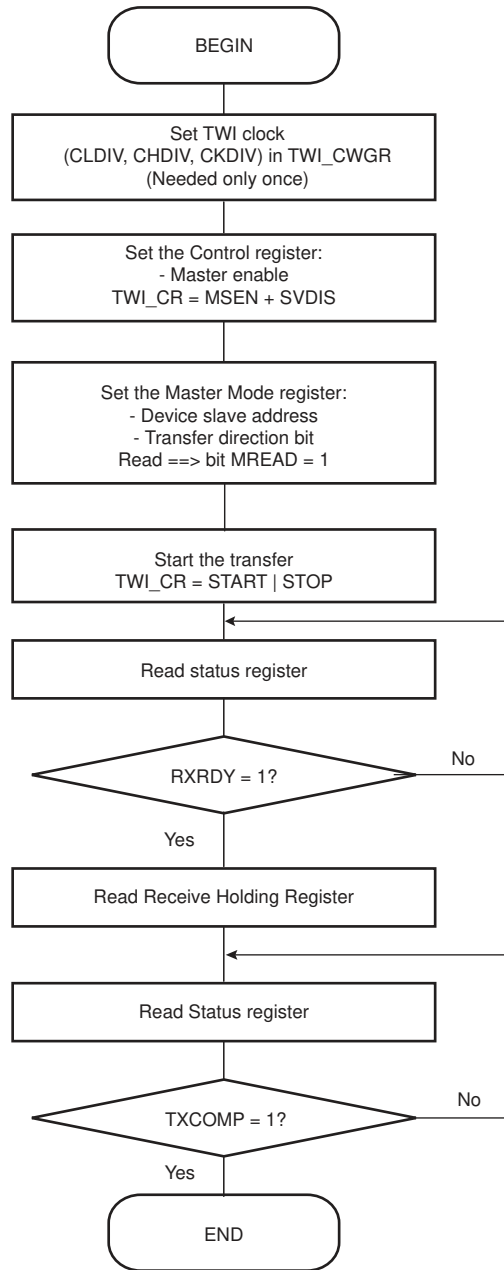 BEGIN
Set TWI clock
(CLDIV, CHDIV, CKDIV) in TWI_CWGR
(Needed only once)
Set the Control register:
- Master enable
TWI_CR = MSEN + SVDIS
Set the Master Mode register:
- Device slave address
- Transfer direction bit
Read ==> bit MREAD = 1
Start the transfer
TWI_CR = START | STOP
Read status register
RXRDY = 1?
No
Yes
Read Receive Holding Register
Read Status register
TXCOMP = 1?
No
Yes
END